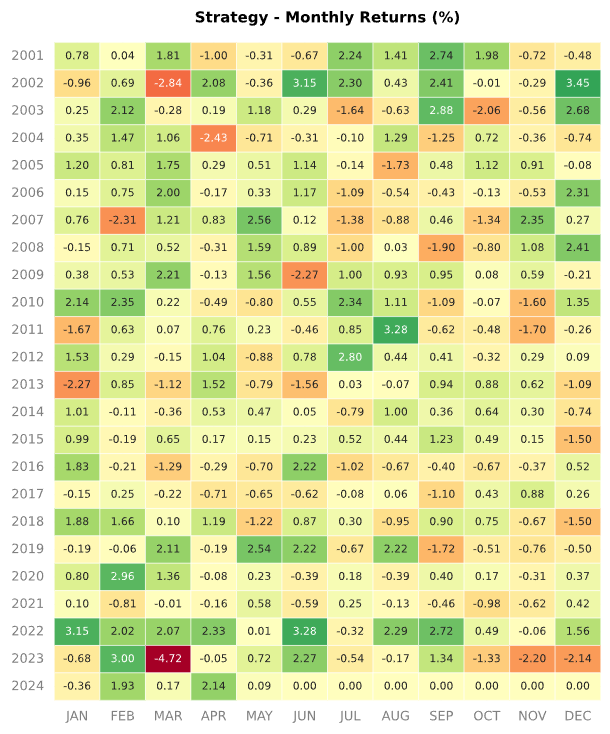 Strategy - Monthly Returns (%)
2001 0.78 0.04 1.81 -1.00 -0.31 -0.67 2.24 1.41 2.74 1.98 -0.72 -0.48
2002 -0.96 0.69 -2.84 2.08 -0.36 3.15 2.30 0.43 2.41 -0.01 -0.29 3.45
2003 0.25 2.12 -0.28 0.19 1.18 0.29 -1.64 -0.63 2.88 -2.06 -0.56 2.68
2004 0.35 1.47 1.06 -2.43 -0.71 -0.31 -0.10 1.29 -1.25 0.72 -0.36 -0.74
2005 1.20 0.81 1.75 0.29 0.51 1.14 -0.14 -1.73 0.48 1.12 0.91 -0.08
2006 0.15 0.75 2.00 -0.17 0.33 1.17 -1.09 -0.54 -0.43 -0.13 -0.53 2.31
2007 0.76 -2.31 1.21 0.83 2.56 0.12 -1.38 -0.88 0.46 -1.34 2.35 0.27
2008 -0.15 0.71 0.52 -0.31 1.59 0.89 -1.00 0.03 -1.90 -0.80 1.08 2.41
2009 0.38 0.53 2.21 -0.13 1.56 -2.27 1.00 0.93 0.95 0.08 0.59 -0.21
2010 2.14 2.35 0.22 -0.49 -0.80 0.55 2.34 1.11 -1.09 -0.07 -1.60 1.35
2011 -1.67 0.63 0.07 0.76 0.23 -0.46 0.85 3.28 -0.62 -0.48 -1.70 -0.26
2012 1.53 0.29 -0.15 1.04 -0.88 0.78 2.80 0.44 0.41 -0.32 0.29 0.09
2013 -2.27 0.85 -1.12 1.52 -0.79 -1.56 0.03 -0.07 0.94 0.88 0.62 -1.09
2014 1.01 -0.11 -0.36 0.53 0.47 0.05 -0.79 1.00 0.36 0.64 0.30 -0.74
2015 0.99 -0.19 0.65 0.17 0.15 0.23 0.52 0.44 1.23 0.49 0.15 -1.50
2016 1.83 -0.21 -1.29 -0.29 -0.70 2.22 -1.02 -0.67 -0.40 -0.67 -0.37 0.52
2017 -0.15 0.25 -0.22 -0.71 -0.65 -0.62 -0.08 0.06 -1.10 0.43 0.88 0.26
2018 1.88 1.66 0.10 1.19 -1.22 0.87 0.30 -0.95 0.90 0.75 -0.67 -1.50
2019 -0.19 -0.06 2.11 -0.19 2.54 2.22 -0.67 2.22 -1.72 -0.51 -0.76 -0.50
2020 0.80 2.96 1.36 -0.08 0.23 -0.39 0.18 -0.39 0.40 0.17 -0.31 0.37
2021 0.10 -0.81 -0.01 -0.16 0.58 -0.59 0.25 -0.13 -0.46 -0.98 -0.62 0.42
2022 3.15 2.02 2.07 2.33 0.01 3.28 -0.32 2.29 2.72 0.49 -0.06 1.56
2023 -0.68 3.00 -4.72 -0.05 0.72 2.27 -0.54 -0.17 1.34 -1.33 -2.20 -2.14
2024 -0.36 1.93 0.17 2.14 0.09 0.00 0.00 0.00 0.00 0.00 0.00 0.00
JAN FEB MAR APR MAY JUN JUL AUG SEP OCT NOV DEC